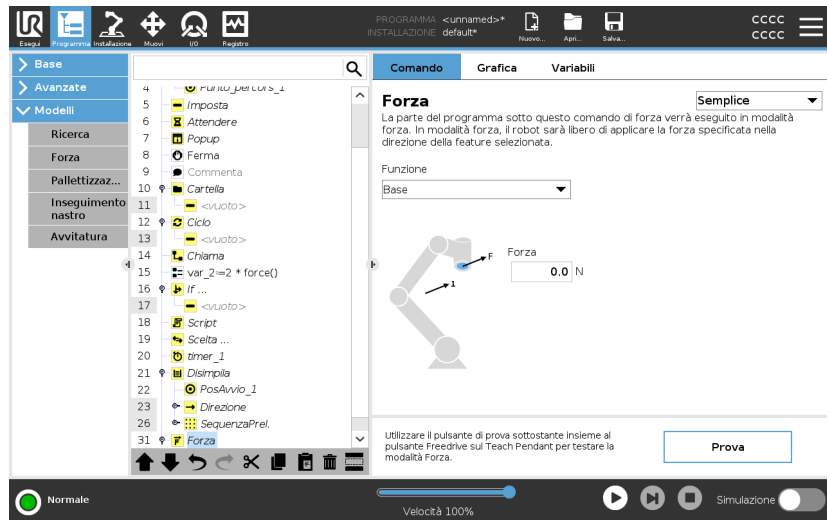 PROGRAMMA <unnamed>*
INSTALLAZIONE default*
UR
Esegui
Programma
Installazione
Muovi
I/O
Registro
Nuovo...
Apri...
Salva...
cccc
cccc
Base
Avanzate
Modelli
Ricerca
Forza
Pallettizzaz...
Inseguimento
nastro
Avvitatura
4 Punto_percors_1
5 Imposta
6 Attendere
7 Popup
8 Ferma
9 Commenta
10 Cartella
11 <vuoto>
12 Ciclo
13 <vuoto>
14 Chiama
15 var_2≔2 * force()
16 If ...
17 <vuoto>
18 Script
19 Scelta ...
20 timer_1
21 Disimpila
22 PosAvvio_1
23 Direzione
26 SequenzaPrel.
31 Forza
Comando Grafica Variabili
Forza
Semplice
La parte del programma sotto questo comando di forza verrà eseguito in modalità
forza. In modalità forza, il robot sarà libero di applicare la forza specificata nella
direzione della feature selezionata.
Funzione
Base
F
1
Forza
0.0 N
Utilizzare il pulsante di prova sottostante insieme al
pulsante Freedrive sul Teach Pendant per testare la
modalità Forza.
Prova
Normale
Velocità 100%
Simulazione